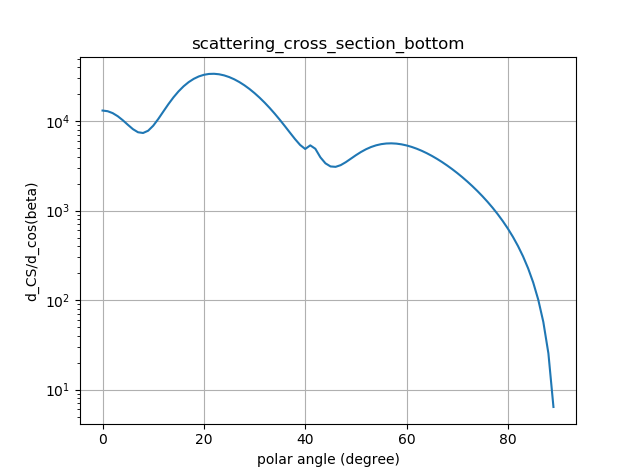 scattering_cross_section_bottom
d_CS/d_cos(beta)
10^4
10^3
10^2
10^1
0 20 40 60 80
polar angle (degree)